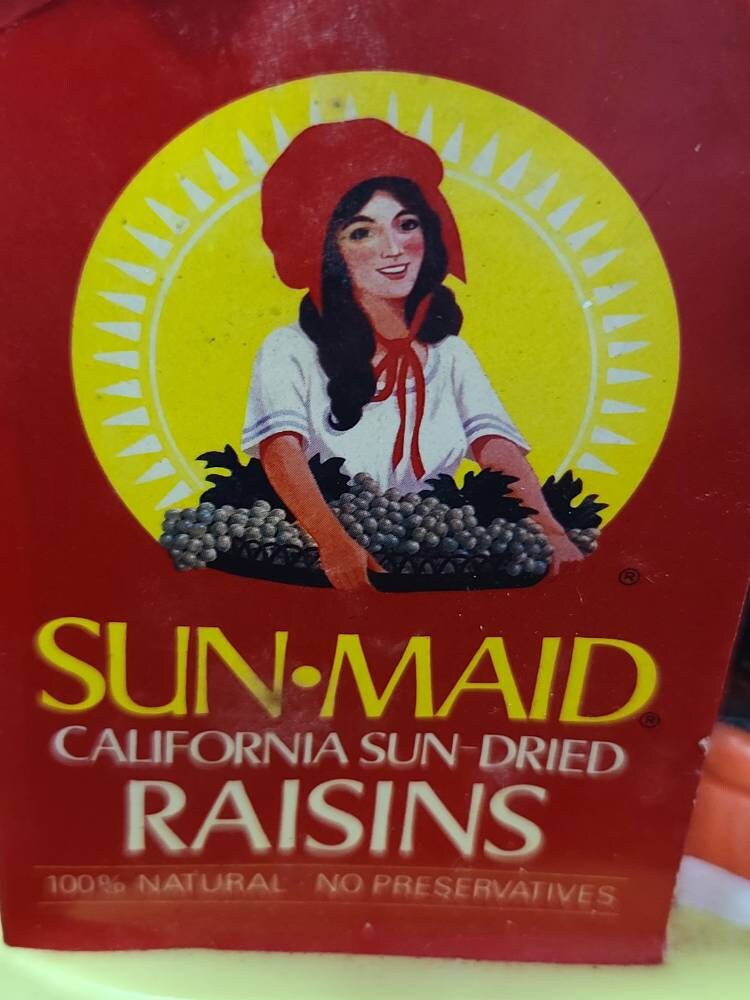 ®
SUN•MAID®
CALIFORNIA SUN-DRIED
RAISINS
100% NATURAL NO PRESERVATIVES